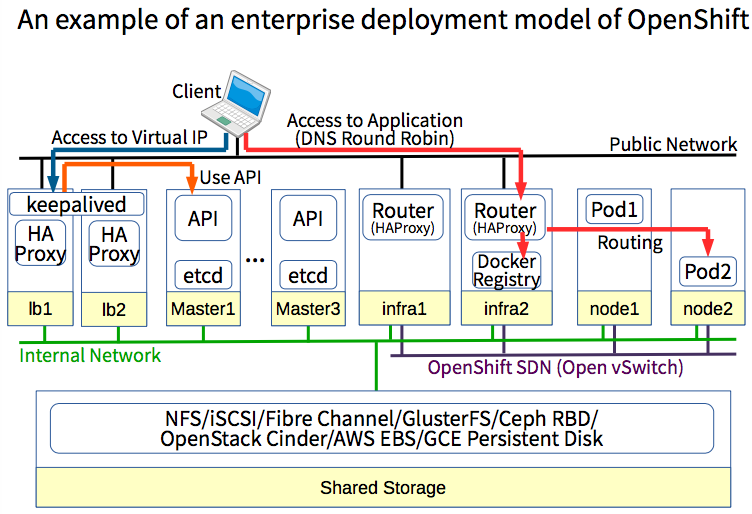 An example of an enterprise deployment model of OpenShift
Client
Access to Virtual IP
Access to Application
(DNS Round Robin)
Public Network
Use API
keepalived
HA
Proxy
HA
Proxy
lb1
lb2
API
etcd
Master1
...
API
etcd
Master3
Router
(HAProxy)
infra1
Router
(HAProxy)
Docker
Registry
infra2
Pod1
Routing
node1
Pod2
node2
Internal Network
OpenShift SDN (Open vSwitch)
NFS/iSCSI/Fibre Channel/GlusterFS/Ceph RBD/
OpenStack Cinder/AWS EBS/GCE Persistent Disk
Shared Storage